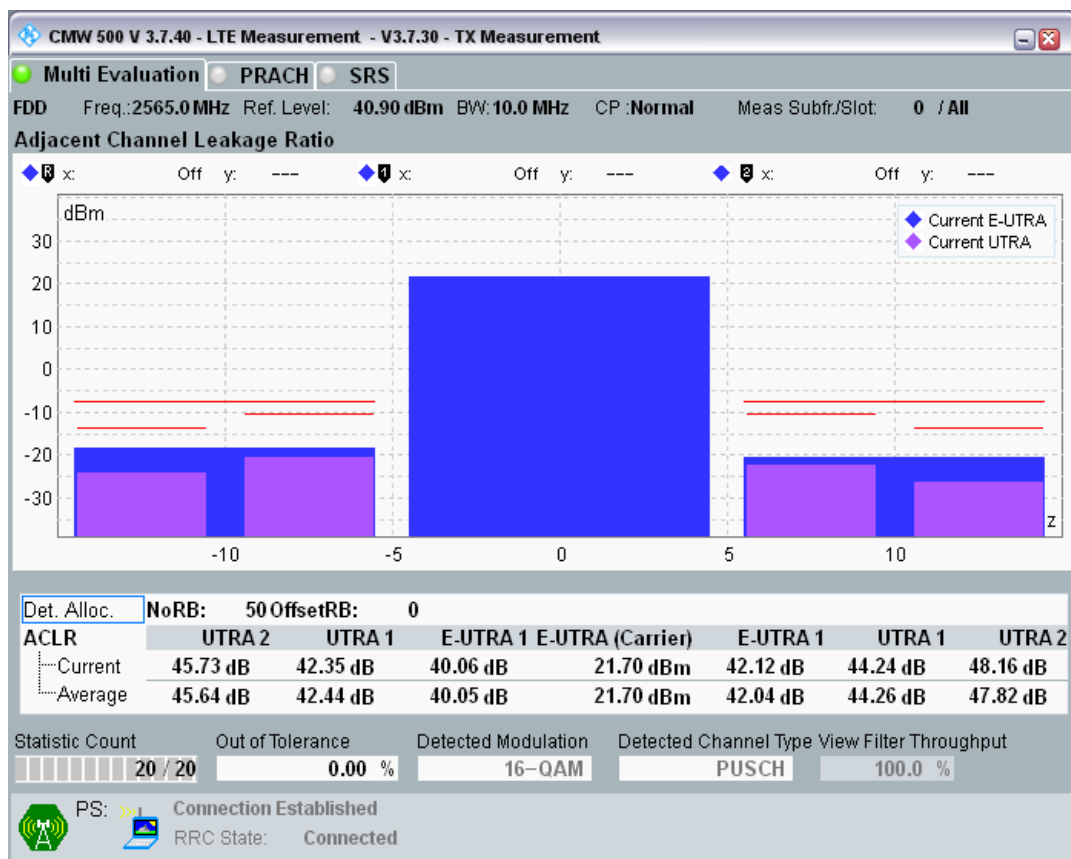 CMW 500 V 3.7.40 - LTE Measurement - V3.7.30 - TX Measurement
Multi Evaluation PRACH SRS
FDD Freq.:2565.0 MHz Ref. Level: 40.90 dBm BW: 10.0 MHz CP :Normal Meas Subfr./Slot: 0 / All
Adjacent Channel Leakage Ratio
R x: Off y: --- 1 x: Off y: --- 2 x: Off y: ---
dBm
Current E-UTRA
Current UTRA
30
20
10
0
-10
-20
-30
z
-10 -5 0 5 10
Det. Alloc. NoRB: 50 OffsetRB: 0
ACLR UTRA 2 UTRA 1 E-UTRA 1 E-UTRA (Carrier) E-UTRA 1 UTRA 1 UTRA 2
Current 45.73 dB 42.35 dB 40.06 dB 21.70 dBm 42.12 dB 44.24 dB 48.16 dB
Average 45.64 dB 42.44 dB 40.05 dB 21.70 dBm 42.04 dB 44.26 dB 47.82 dB
Statistic Count Out of Tolerance Detected Modulation Detected Channel Type View Filter Throughput
20 / 20 0.00 % 16-QAM PUSCH 100.0 %
PS: Connection Established
RRC State: Connected